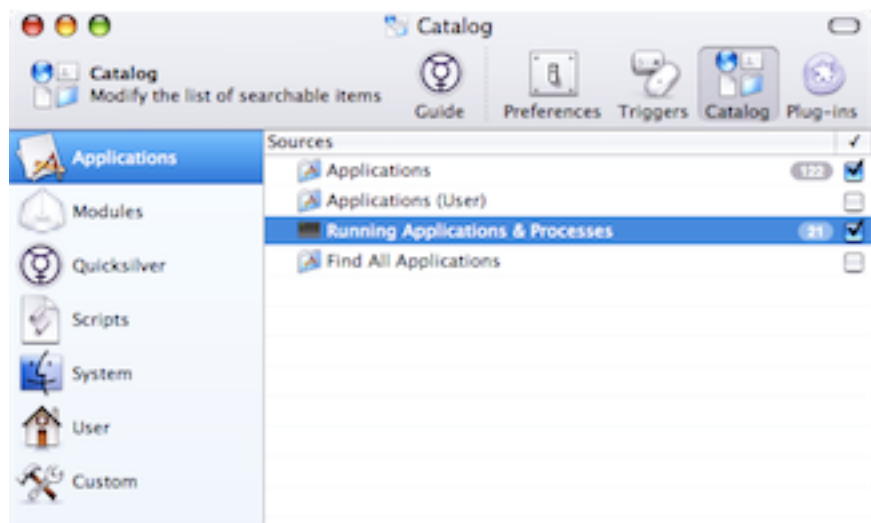 Catalog
Catalog
Modify the list of searchable items
Guide
Preferences
Triggers
Catalog
Plug-ins
Applications
Modules
Quicksilver
Scripts
System
User
Custom
Sources ✓
Applications 122
Applications (User)
Running Applications & Processes 21
Find All Applications